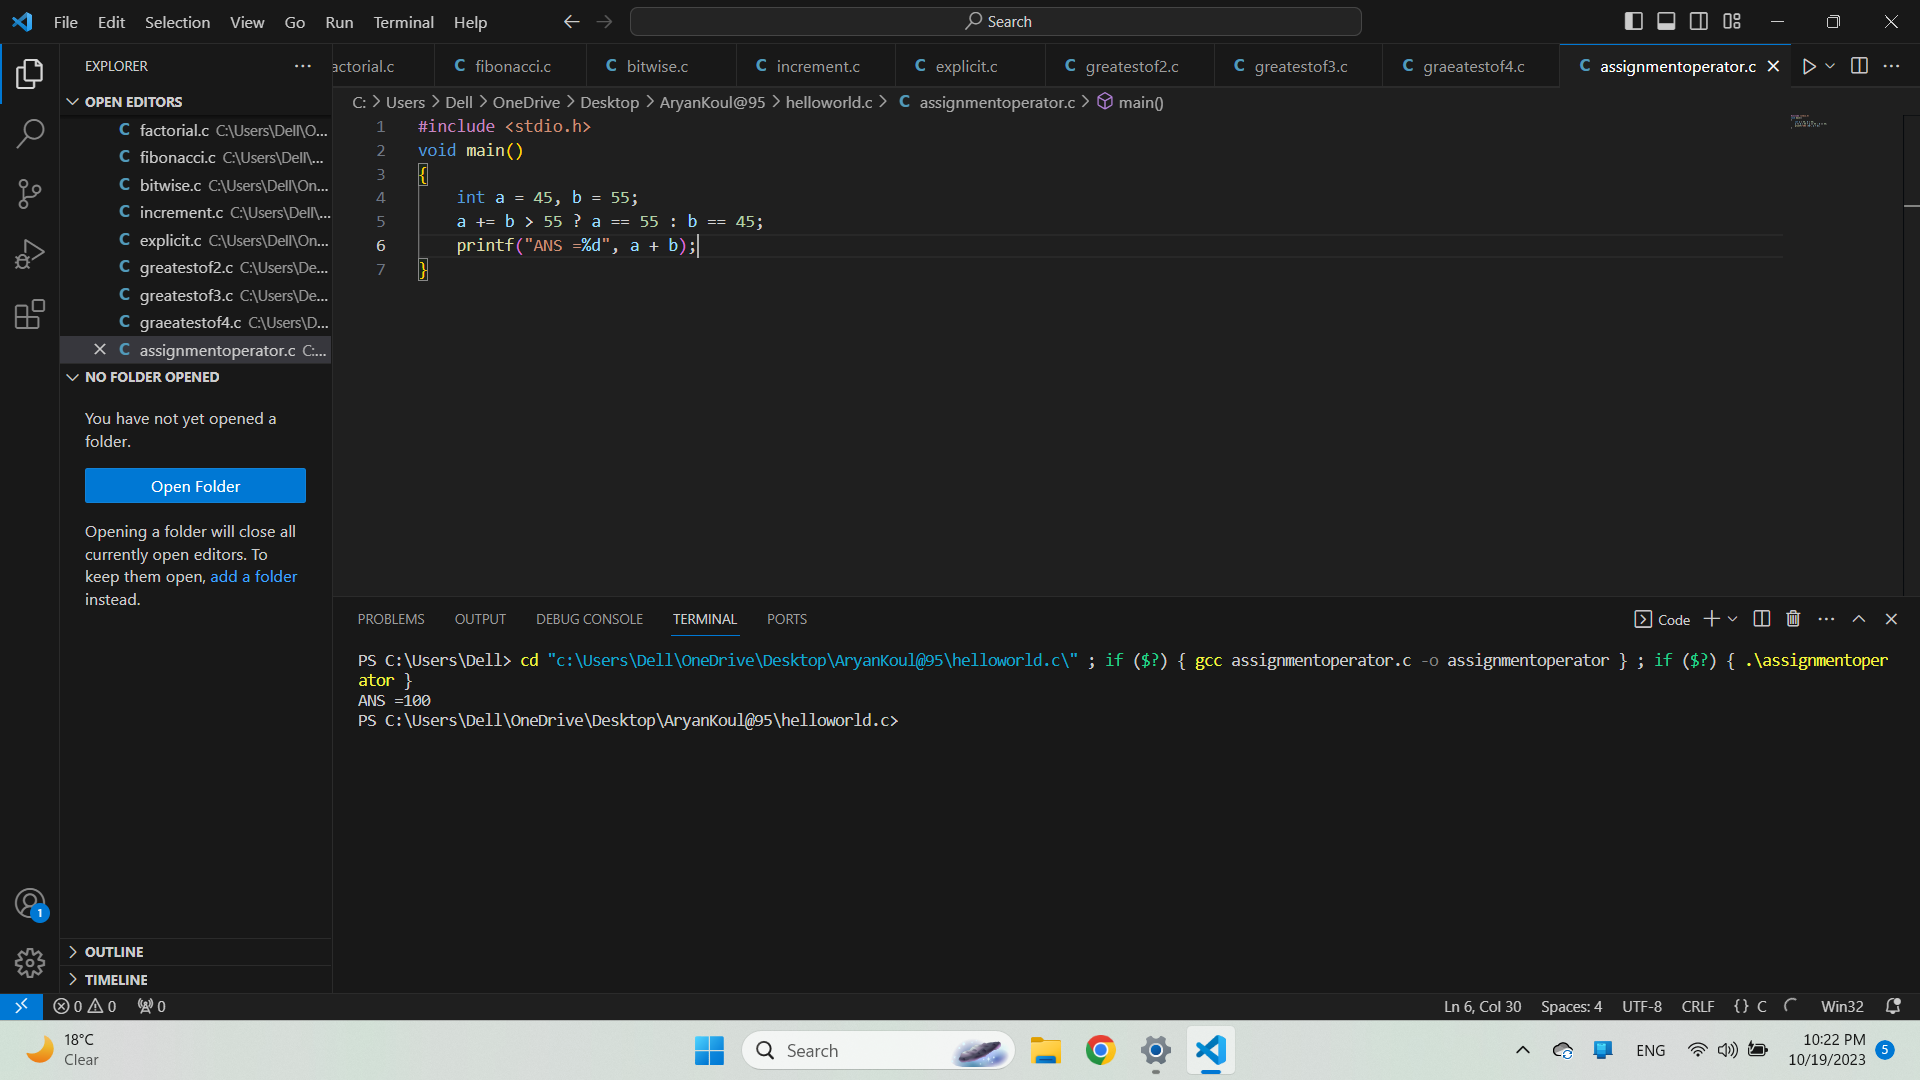 File Edit Selection View Go Run Terminal Help
Search
EXPLORER
actorial.c
fibonacci.c
bitwise.c
increment.c
explicit.c
greatestof2.c
greatestof3.c
graeatestof4.c
assignmentoperator.c
OPEN EDITORS
factorial.c C:\Users\Dell\O...
fibonacci.c C:\Users\Dell\...
bitwise.c C:\Users\Dell\On...
increment.c C:\Users\Dell\...
explicit.c C:\Users\Dell\On...
greatestof2.c C:\Users\De...
greatestof3.c C:\Users\De...
graeatestof4.c C:\Users\D...
assignmentoperator.c C:...
NO FOLDER OPENED
You have not yet opened a
folder.
Open Folder
Opening a folder will close all
currently open editors. To
keep them open, add a folder
instead.
OUTLINE
TIMELINE
C: > Users > Dell > OneDrive > Desktop > AryanKoul@95 > helloworld.c > C assignmentoperator.c > main()
1 #include <stdio.h>
2 void main()
3 {
4 int a = 45, b = 55;
5 a += b > 55 ? a == 55 : b == 45;
6 printf("ANS =%d", a + b);
7 }
PROBLEMS OUTPUT DEBUG CONSOLE TERMINAL PORTS
Code
PS C:\Users\Dell> cd "c:\Users\Dell\OneDrive\Desktop\AryanKoul@95\helloworld.c\" ; if ($?) { gcc assignmentoperator.c -o assignmentoperator } ; if ($?) { .\assignmentoper
ator }
ANS =100
PS C:\Users\Dell\OneDrive\Desktop\AryanKoul@95\helloworld.c>
1
0 0 0
Ln 6, Col 30 Spaces: 4 UTF-8 CRLF {} C Win32
18°C
Clear
Search
ENG
10:22 PM
10/19/2023
5